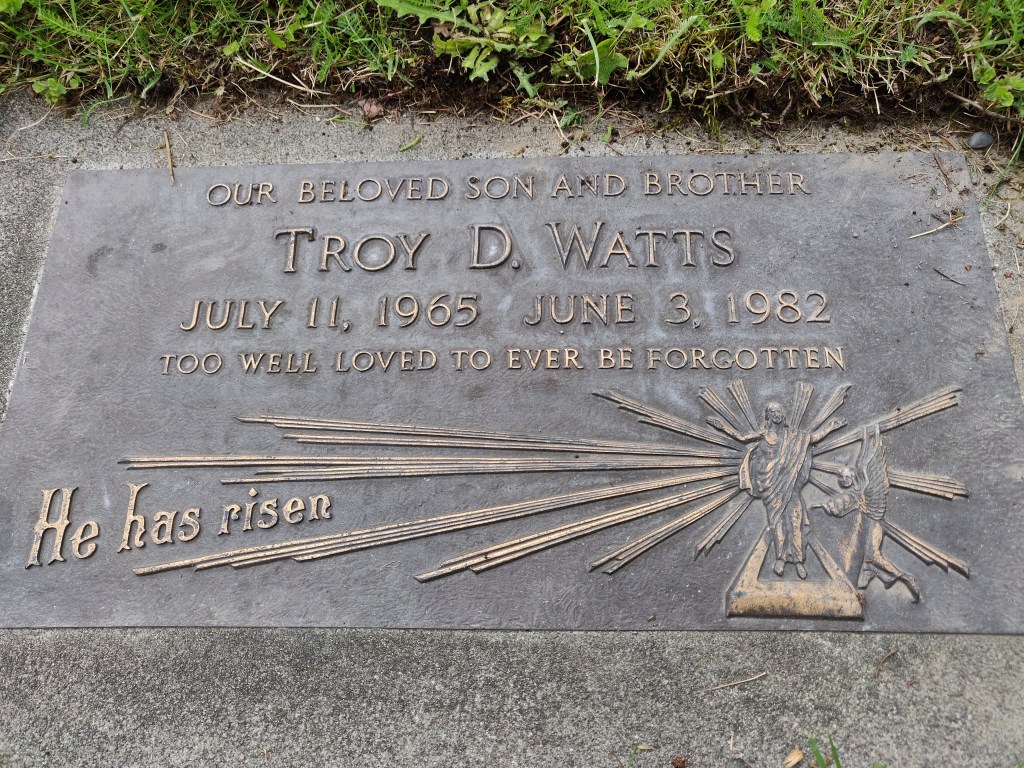 OUR BELOVED SON AND BROTHER
TROY D. WATTS
JULY 11, 1965 JUNE 3, 1982
TOO WELL LOVED TO EVER BE FORGOTTEN
He has risen